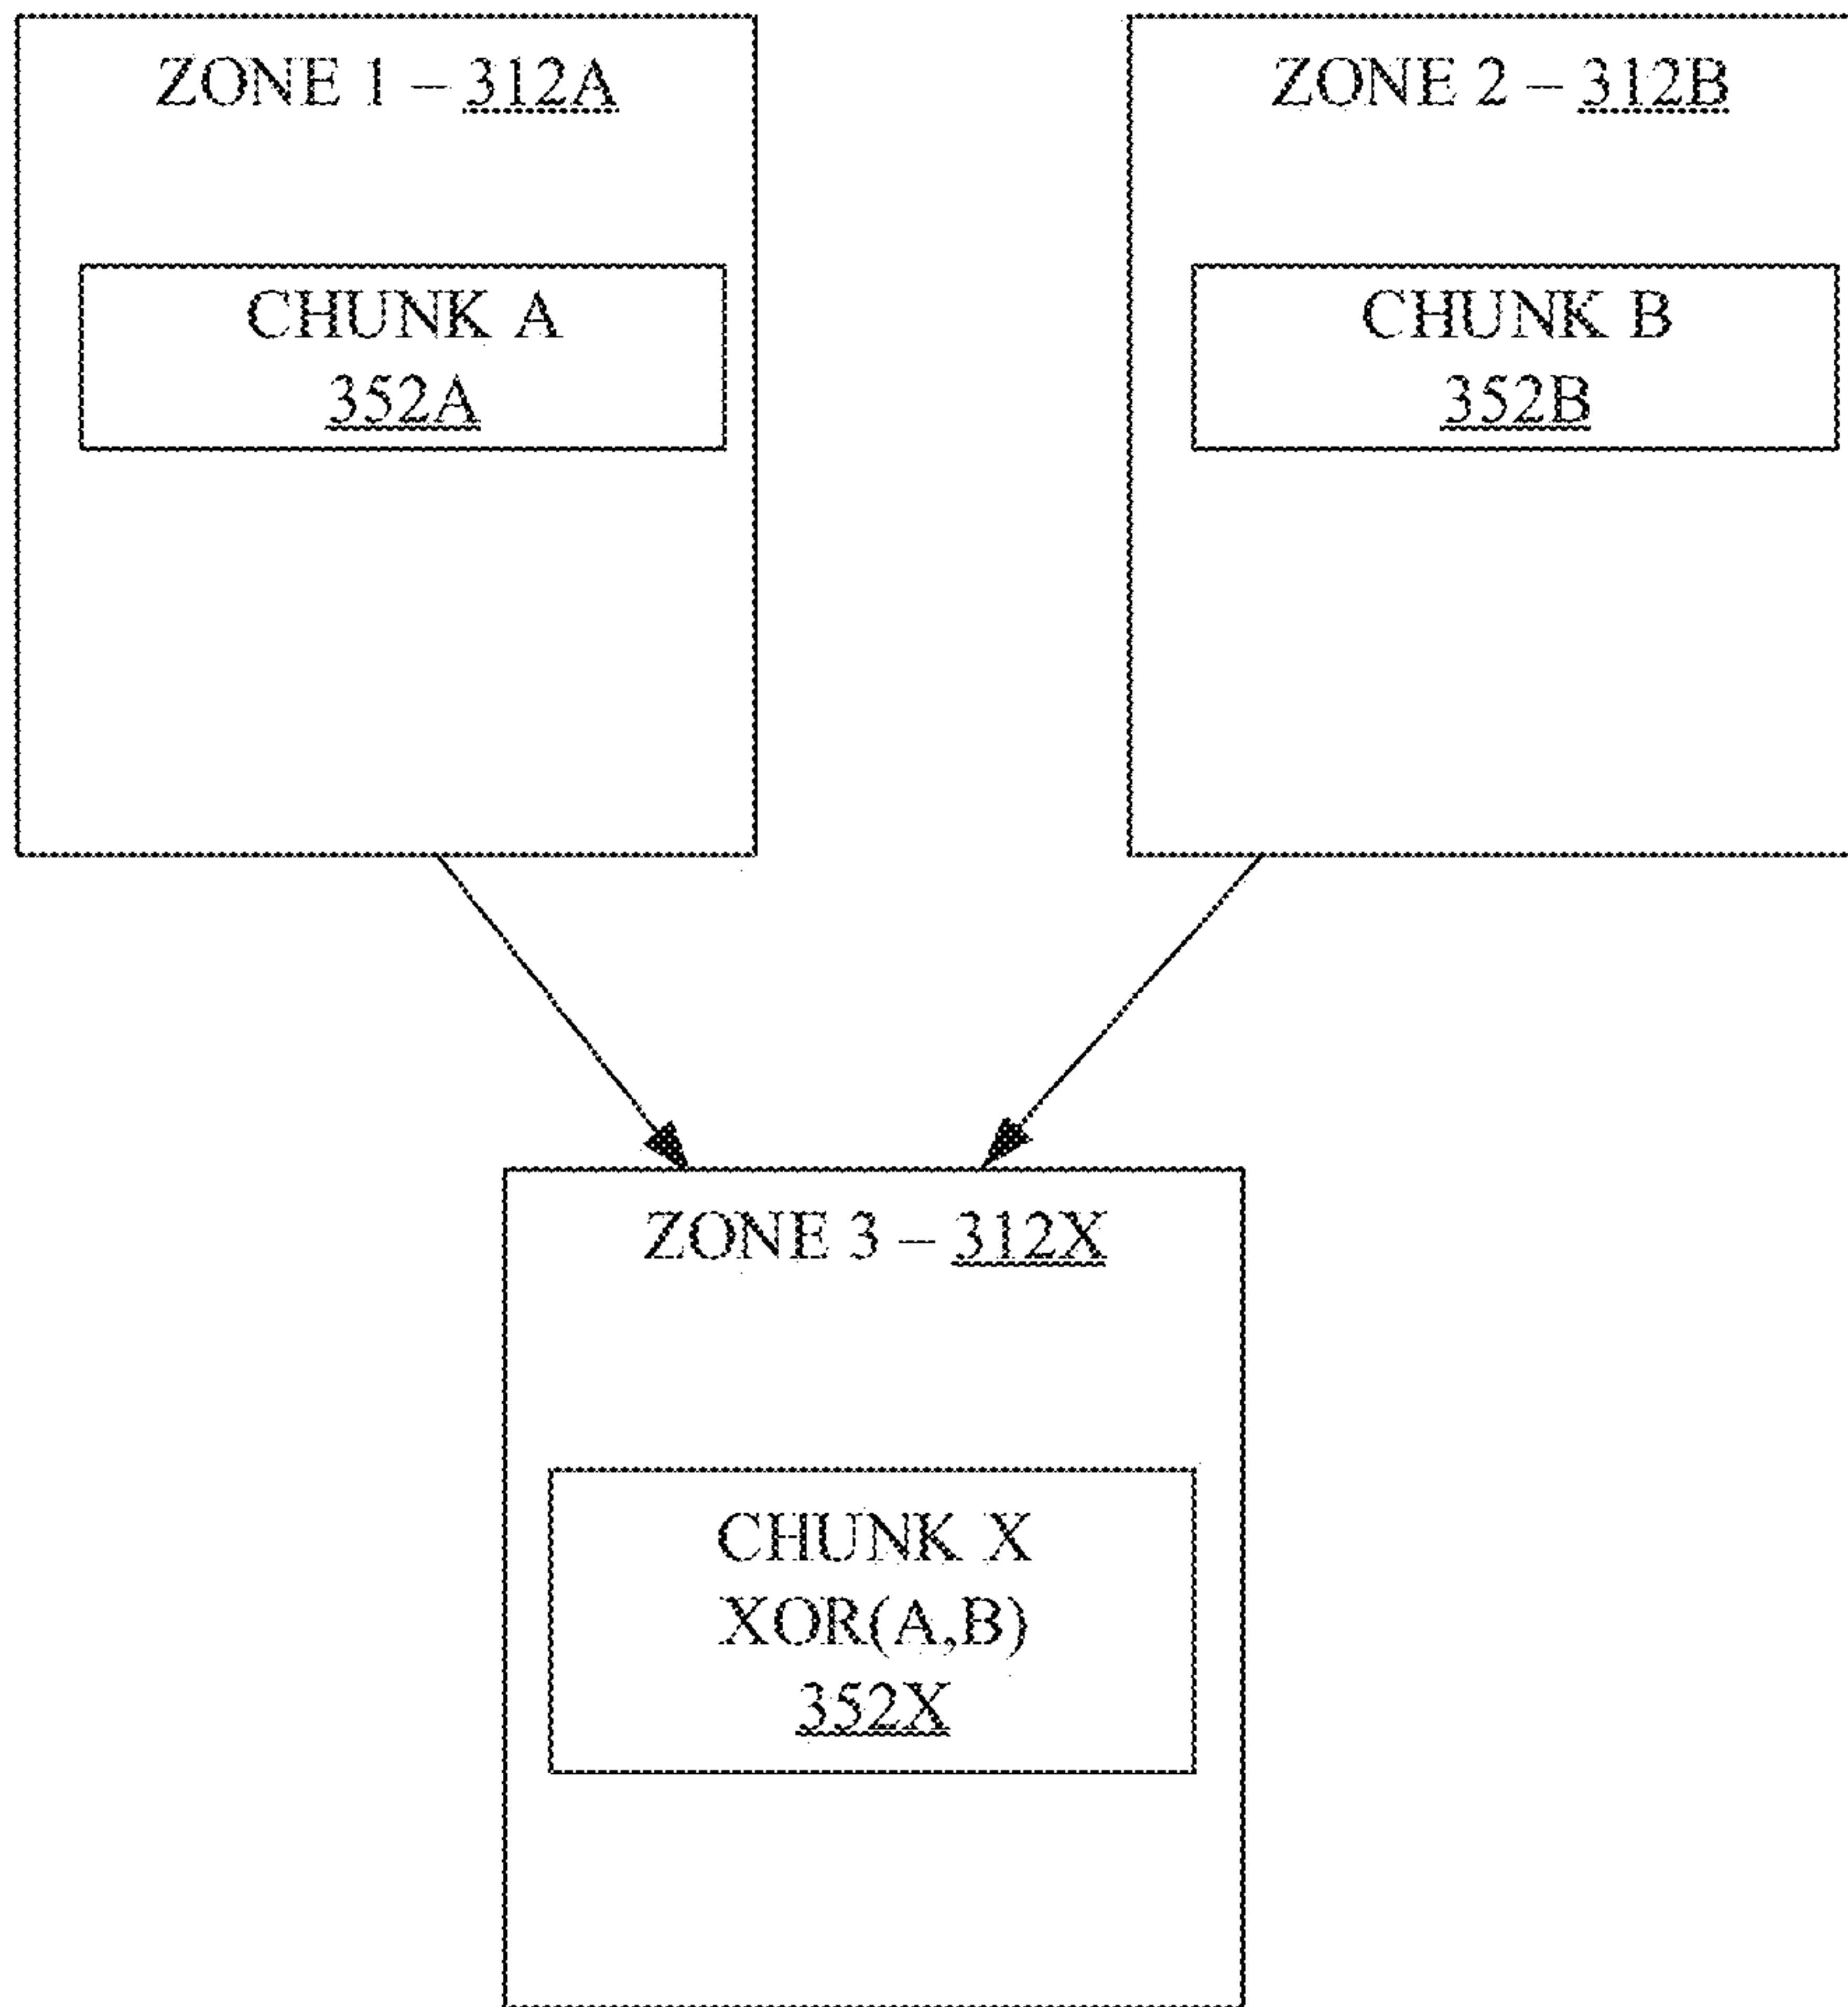 ZONE 1 – 312A
CHUNK A
352A
ZONE 2 – 312B
CHUNK B
352B
ZONE 3 – 312X
CHUNK X
XOR(A,B)
352X